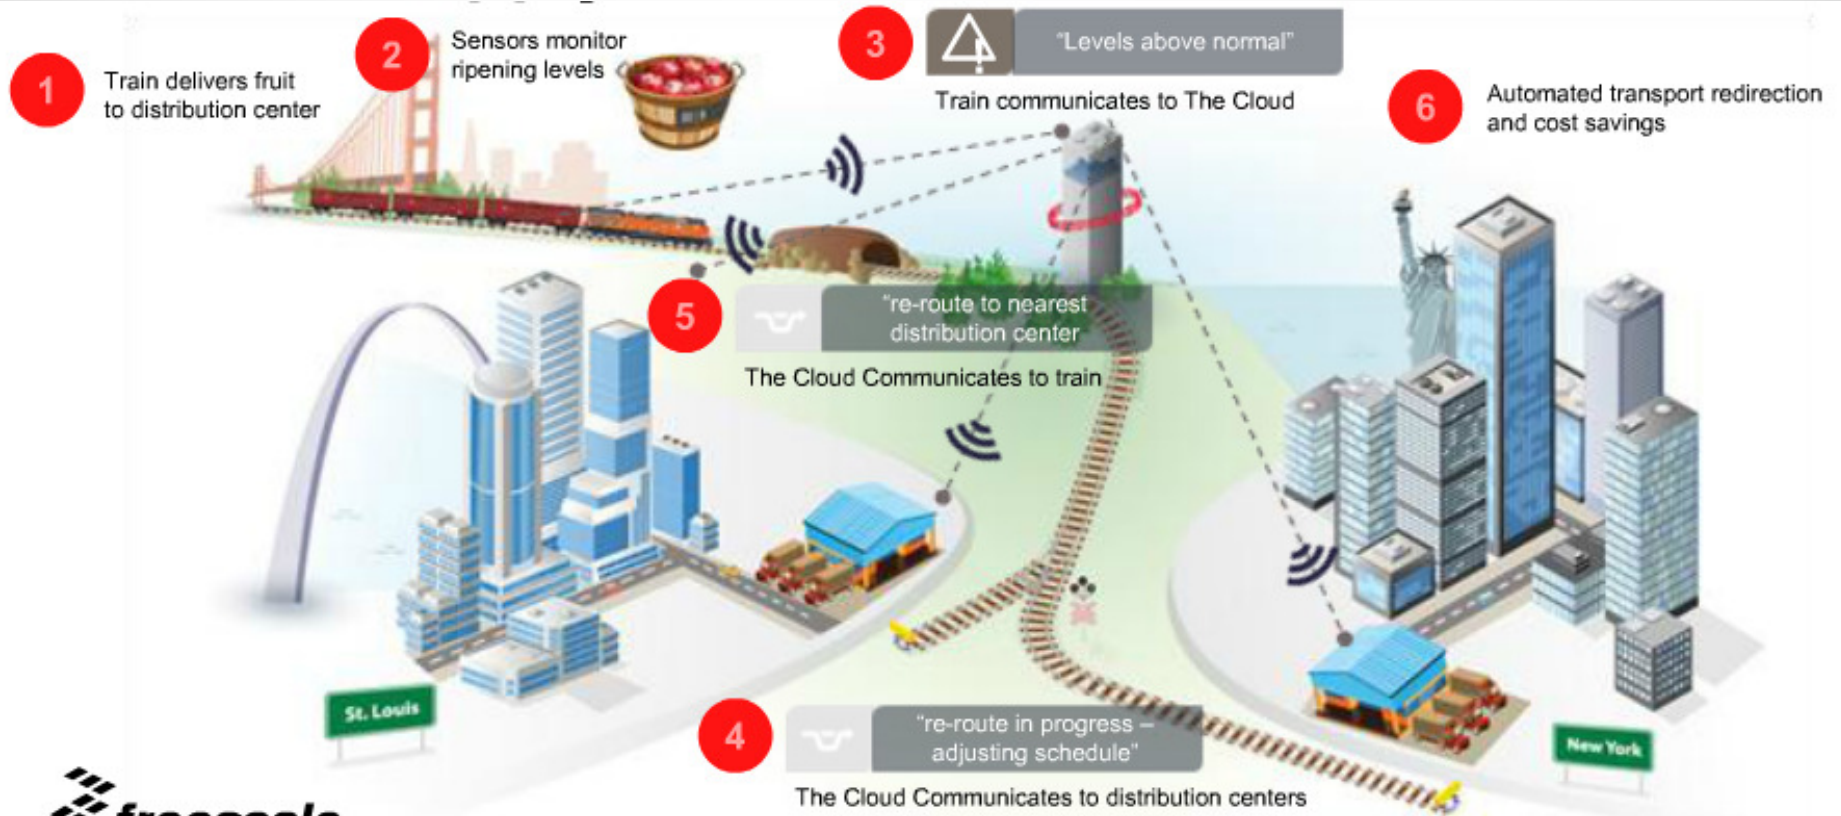 1
Train delivers fruit
to distribution center
2
Sensors monitor
ripening levels
3
“Levels above normal”
Train communicates to The Cloud
6
Automated transport redirection
and cost savings
5
“re-route to nearest
distribution center
The Cloud Communicates to train
St. Louis
4
“re-route in progress –
adjusting schedule”
The Cloud Communicates to distribution centers
New York
freescale